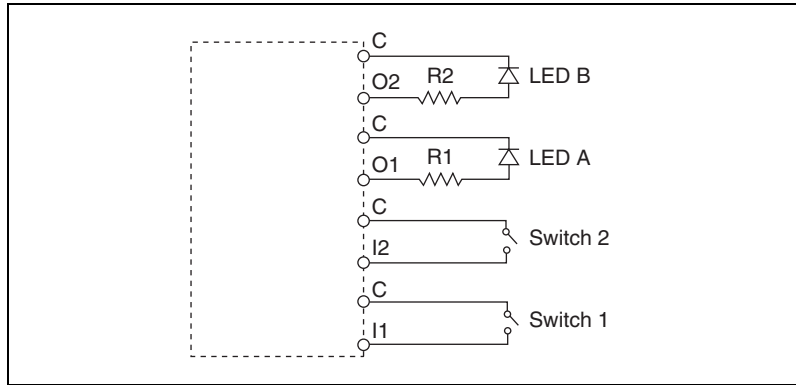 C
O2 R2 LED B
C
O1 R1 LED A
C
I2 Switch 2
C
I1 Switch 1